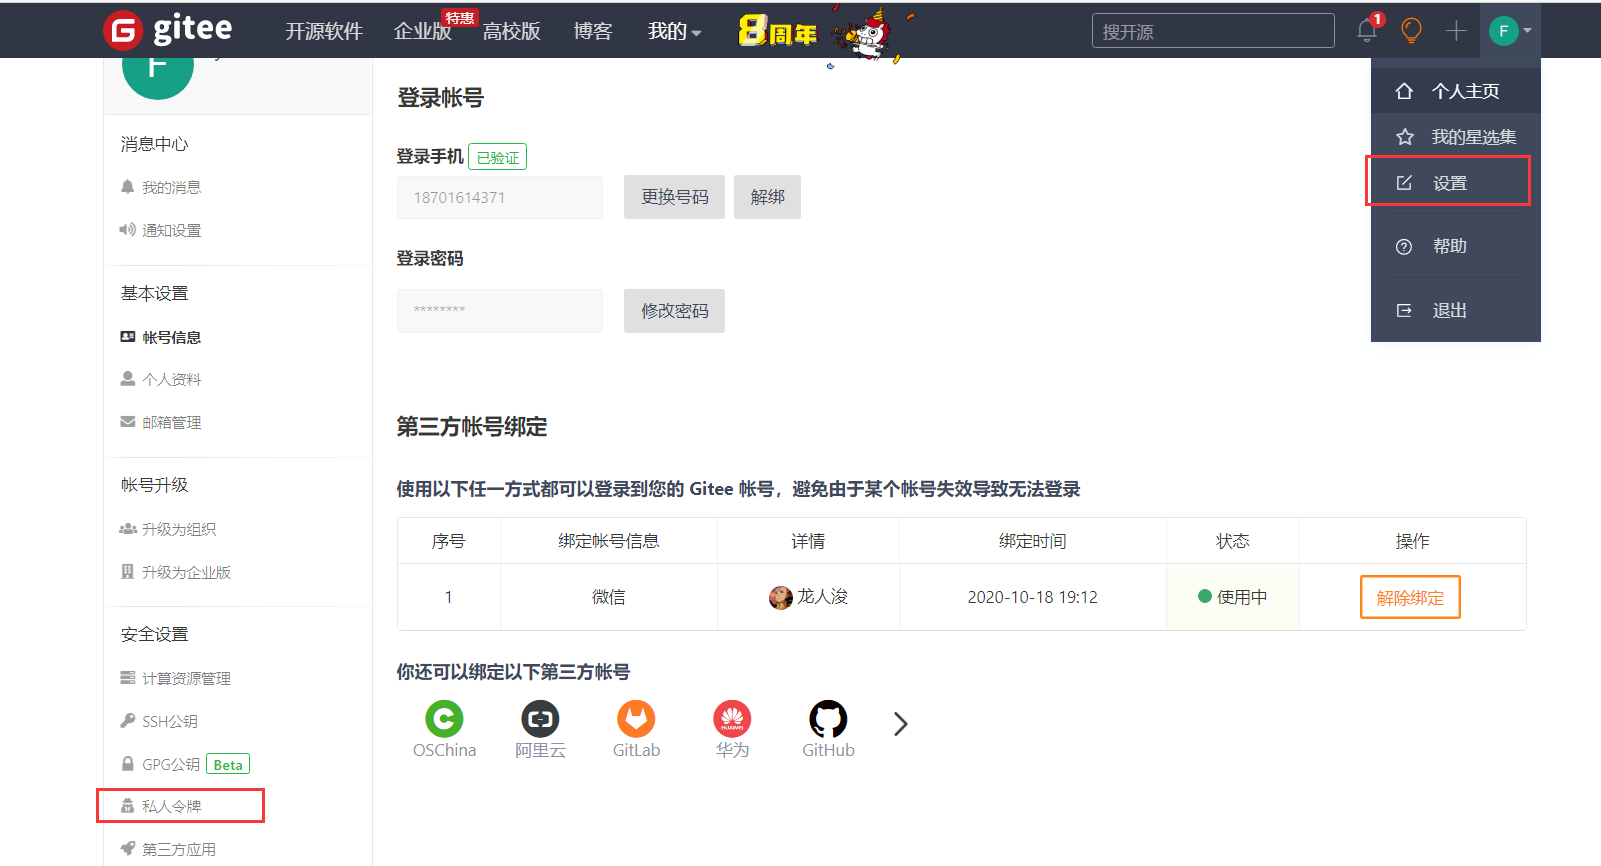 gitee 开源软件 企业版 特惠 高校版 博客 我的 8周年 搜开源 1 F
F
个人主页
我的星选集
设置
帮助
退出
消息中心
我的消息
通知设置
基本设置
帐号信息
个人资料
邮箱管理
帐号升级
升级为组织
升级为企业版
安全设置
计算资源管理
SSH公钥
GPG公钥 Beta
私人令牌
第三方应用
登录帐号
登录手机 已验证
18701614371 更换号码 解绑
登录密码
******** 修改密码
第三方帐号绑定
使用以下任一方式都可以登录到您的 Gitee 帐号，避免由于某个帐号失效导致无法登录
序号 绑定帐号信息 详情 绑定时间 状态 操作
1 微信 龙人浚 2020-10-18 19:12 使用中 解除绑定
你还可以绑定以下第三方帐号
HUAWEI
OSChina 阿里云 GitLab 华为 GitHub